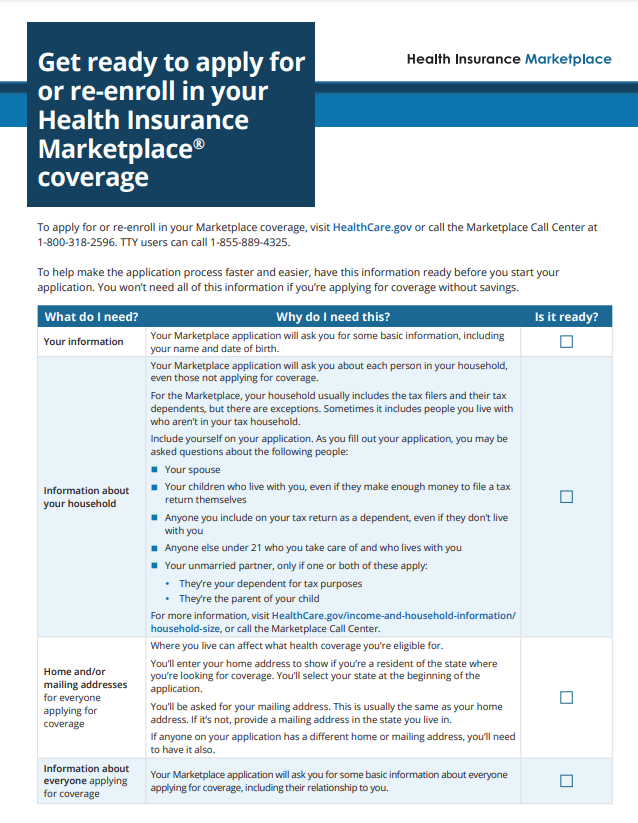 Get ready to apply for
or re-enroll in your
Health Insurance
Marketplace®
coverage
Health Insurance Marketplace
To apply for or re-enroll in your Marketplace coverage, visit HealthCare.gov or call the Marketplace Call Center at
1-800-318-2596. TTY users can call 1-855-889-4325.
To help make the application process faster and easier, have this information ready before you start your
application. You won’t need all of this information if you’re applying for coverage without savings.
What do I need? Why do I need this? Is it ready?
Your information
Your Marketplace application will ask you for some basic information, including
your name and date of birth.
Information about
your household
Your Marketplace application will ask you about each person in your household,
even those not applying for coverage.
For the Marketplace, your household usually includes the tax filers and their tax
dependents, but there are exceptions. Sometimes it includes people you live with
who aren’t in your tax household.
Include yourself on your application. As you fill out your application, you may be
asked questions about the following people:
■ Your spouse
■ Your children who live with you, even if they make enough money to file a tax
return themselves
■ Anyone you include on your tax return as a dependent, even if they don’t live
with you
■ Anyone else under 21 who you take care of and who lives with you
■ Your unmarried partner, only if one or both of these apply:
• They’re your dependent for tax purposes
• They’re the parent of your child
For more information, visit HealthCare.gov/income-and-household-information/
household-size, or call the Marketplace Call Center.
Home and/or
mailing addresses
for everyone
applying for
coverage
Where you live can affect what health coverage you’re eligible for.
You’ll enter your home address to show if you’re a resident of the state where
you’re looking for coverage. You’ll select your state at the beginning of the
application.
You’ll be asked for your mailing address. This is usually the same as your home
address. If it’s not, provide a mailing address in the state you live in.
If anyone on your application has a different home or mailing address, you’ll need
to have it also.
Information about
everyone applying
for coverage
Your Marketplace application will ask you for some basic information about everyone
applying for coverage, including their relationship to you.